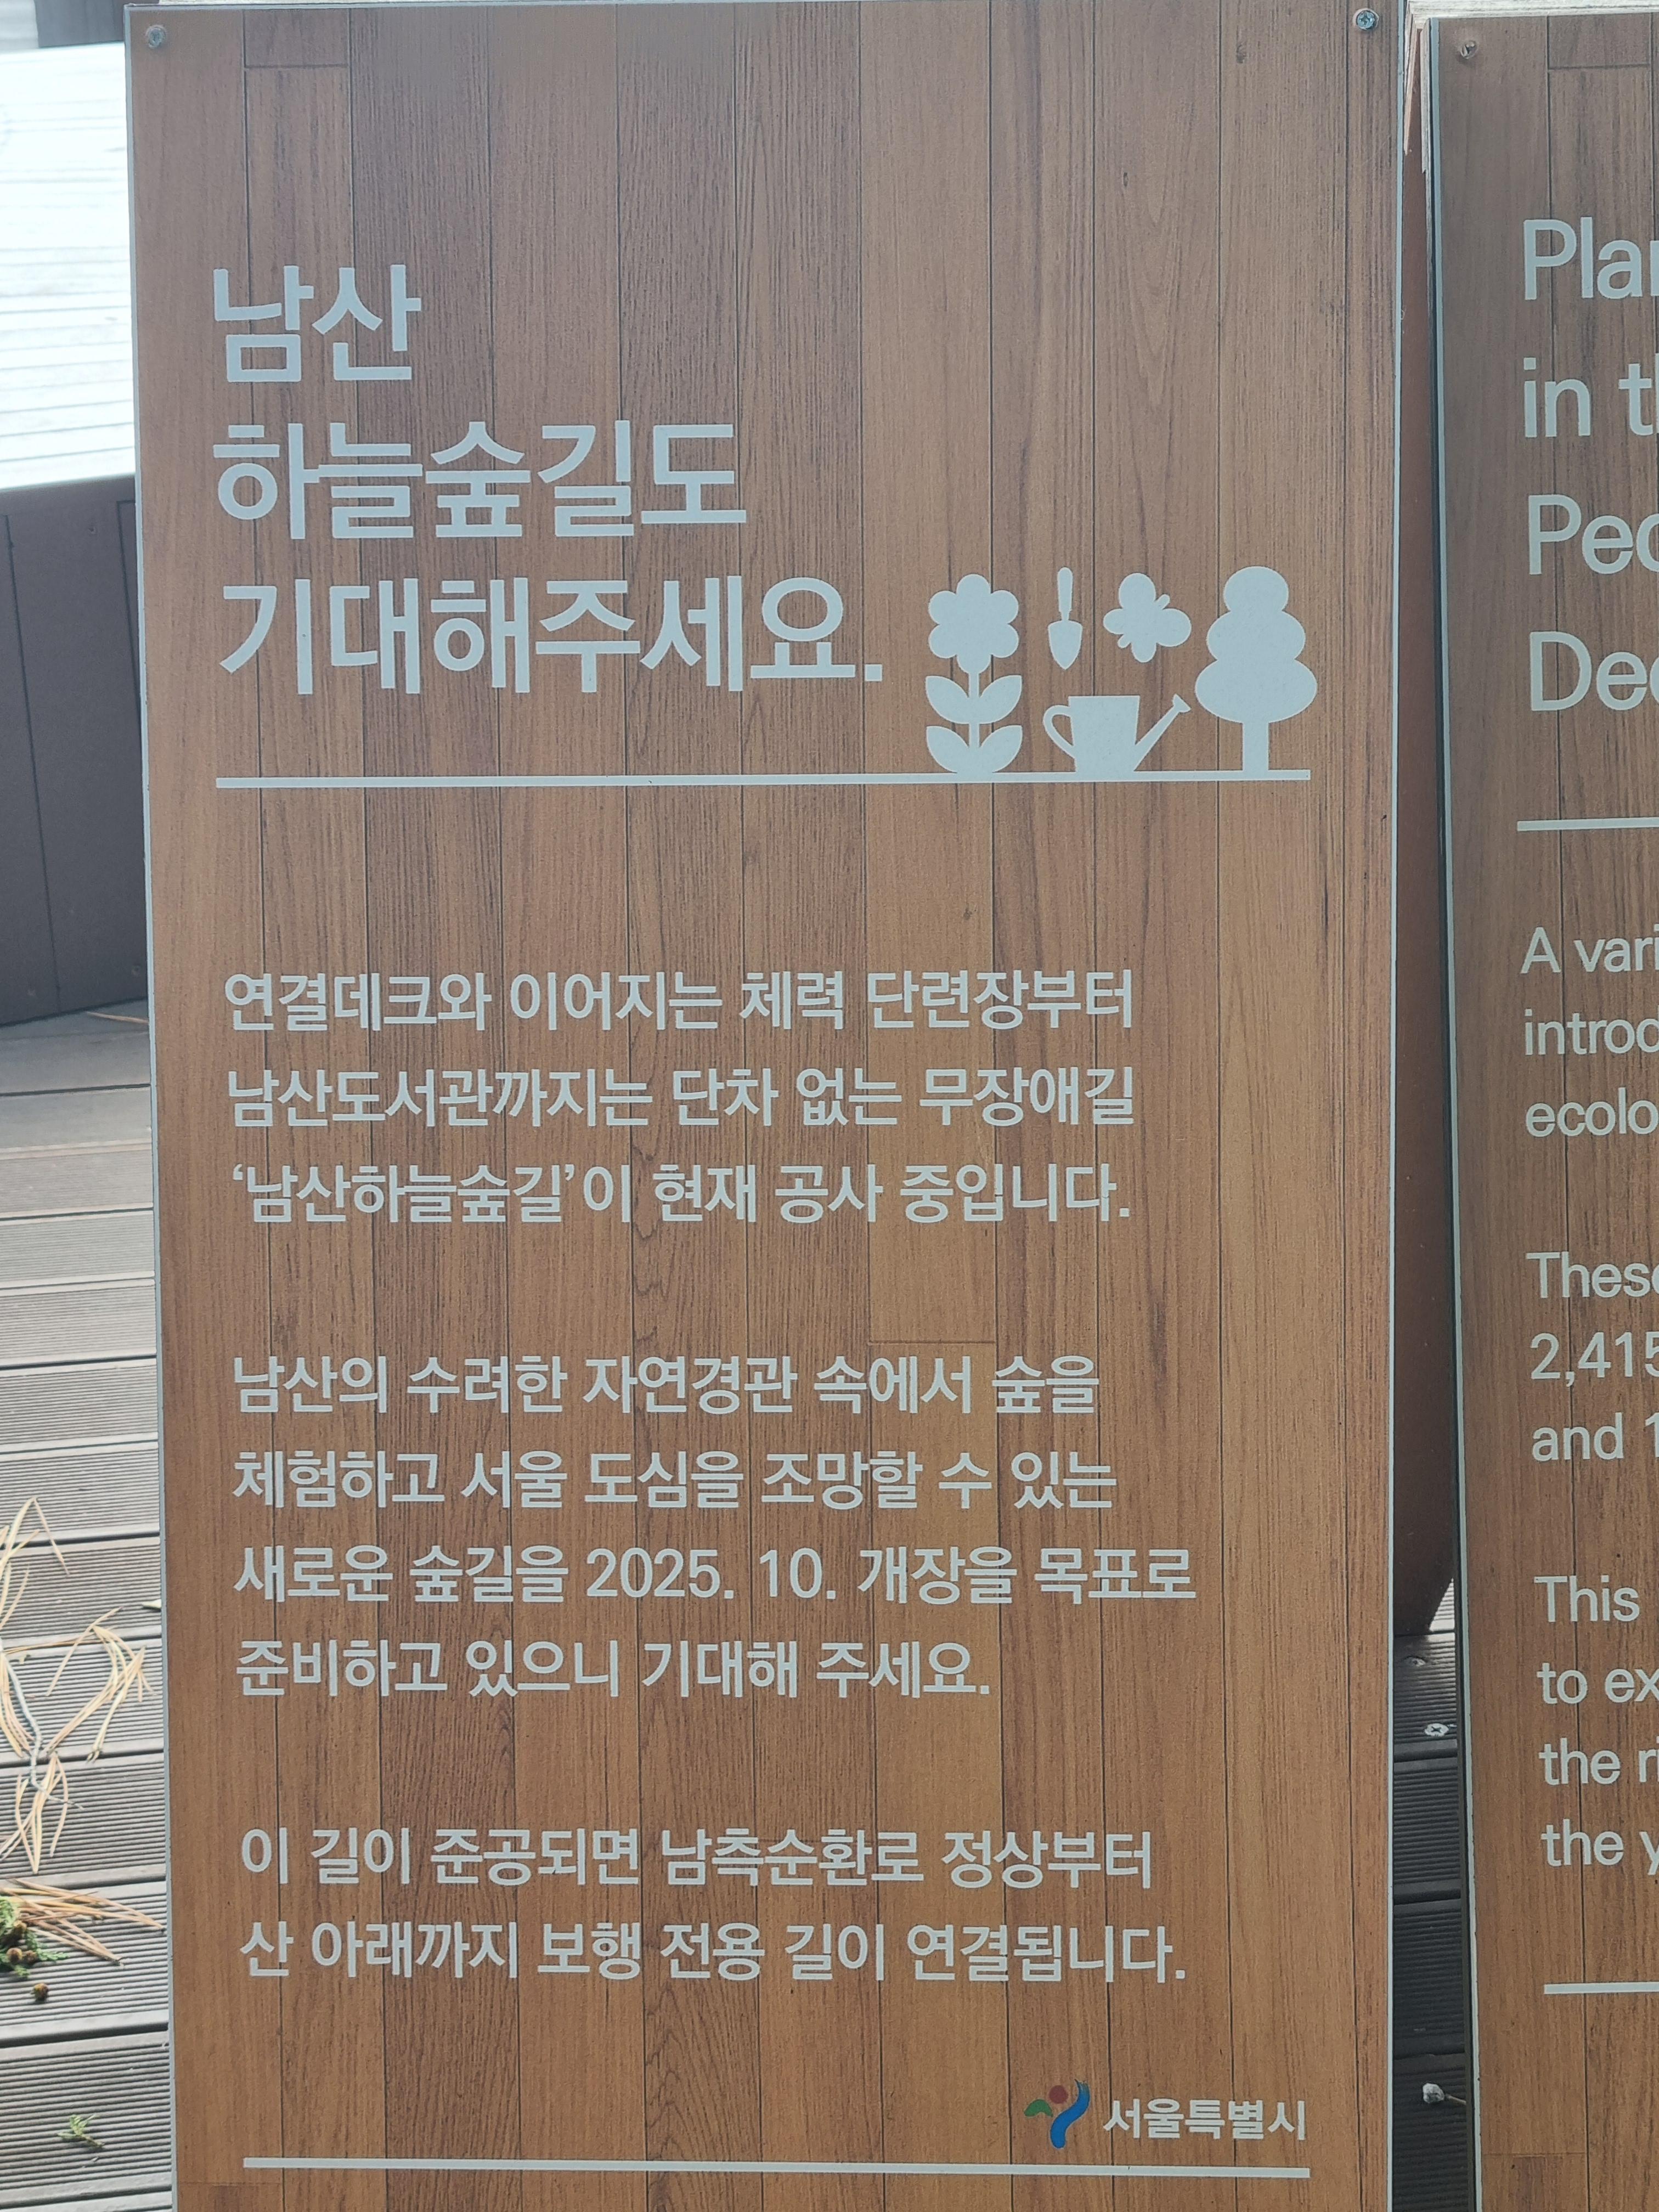 남산
하늘숲길도
기대해주세요.
연결데크와 이어지는 체력 단련장부터
남산도서관까지는 단차 없는 무장애길
‘남산하늘숲길’이 현재 공사 중입니다.
남산의 수려한 자연경관 속에서 숲을
체험하고 서울 도심을 조망할 수 있는
새로운 숲길을 2025. 10. 개장을 목표로
준비하고 있으니 기대해 주세요.
이 길이 준공되면 남측순환로 정상부터
산 아래까지 보행 전용 길이 연결됩니다.
서울특별시
in
A
and
This
to
the
the